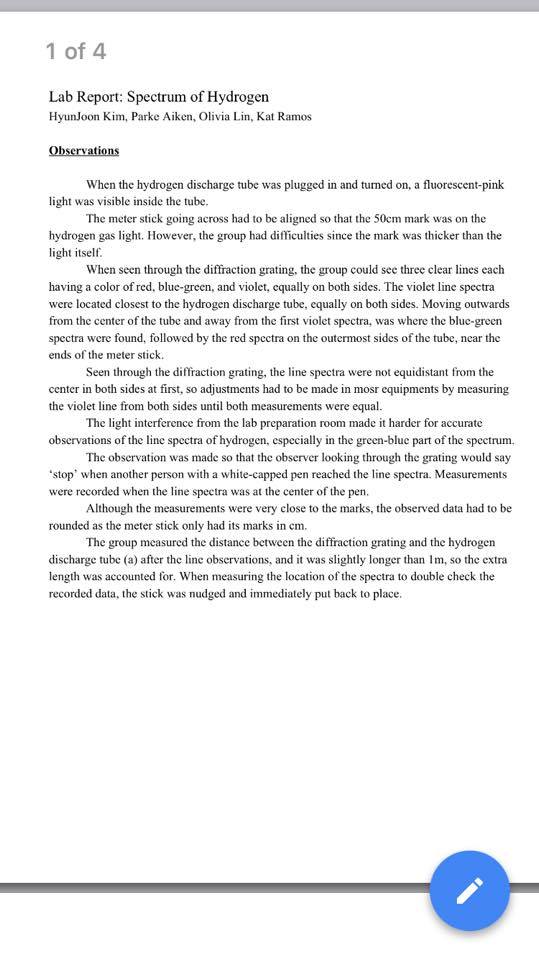 1 of 4
Lab Report: Spectrum of Hydrogen
HyunJoon Kim, Parke Aiken, Olivia Lin, Kat Ramos
Observations
When the hydrogen discharge tube was plugged in and turned on, a fluorescent-pink
light was visible inside the tube.
The meter stick going across had to be aligned so that the 50cm mark was on the
hydrogen gas light. However, the group had difficulties since the mark was thicker than the
light itself.
When seen through the diffraction grating, the group could see three clear lines each
having a color of red, blue-green, and violet, equally on both sides. The violet line spectra
were located closest to the hydrogen discharge tube, equally on both sides. Moving outwards
from the center of the tube and away from the first violet spectra, was where the blue-green
spectra were found, followed by the red spectra on the outermost sides of the tube, near the
ends of the meter stick.
Seen through the diffraction grating, the line spectra were not equidistant from the
center in both sides at first, so adjustments had to be made in mosr equipments by measuring
the violet line from both sides until both measurements were equal.
The light interference from the lab preparation room made it harder for accurate
observations of the line spectra of hydrogen, especially in the green-blue part of the spectrum.
The observation was made so that the observer looking through the grating would say
‘stop’ when another person with a white-capped pen reached the line spectra. Measurements
were recorded when the line spectra was at the center of the pen.
Although the measurements were very close to the marks, the observed data had to be
rounded as the meter stick only had its marks in cm.
The group measured the distance between the diffraction grating and the hydrogen
discharge tube (a) after the line observations, and it was slightly longer than 1m, so the extra
length was accounted for. When measuring the location of the spectra to double check the
recorded data, the stick was nudged and immediately put back to place.